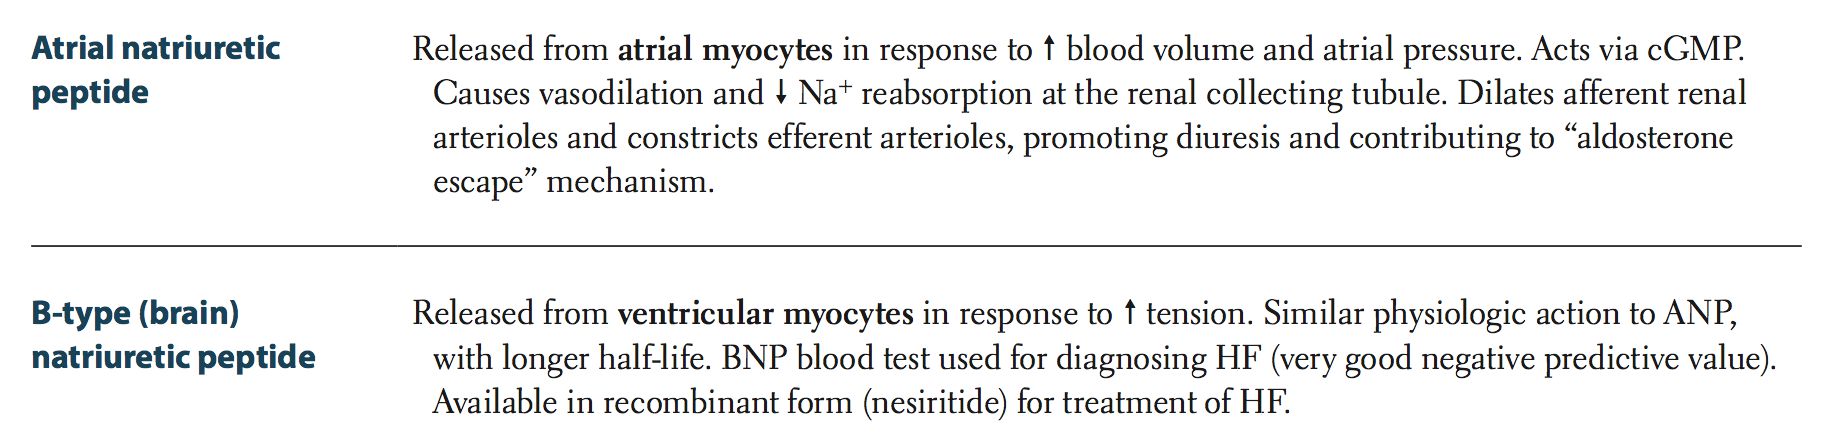 Atrial natriuretic
peptide
Released from atrial myocytes in response to ↑ blood volume and atrial pressure. Acts via cGMP.
Causes vasodilation and ↓ Na⁺ reabsorption at the renal collecting tubule. Dilates afferent renal
arterioles and constricts efferent arterioles, promoting diuresis and contributing to “aldosterone
escape” mechanism.
B-type (brain)
natriuretic peptide
Released from ventricular myocytes in response to ↑ tension. Similar physiologic action to ANP,
with longer half-life. BNP blood test used for diagnosing HF (very good negative predictive value).
Available in recombinant form (nesiritide) for treatment of HF.